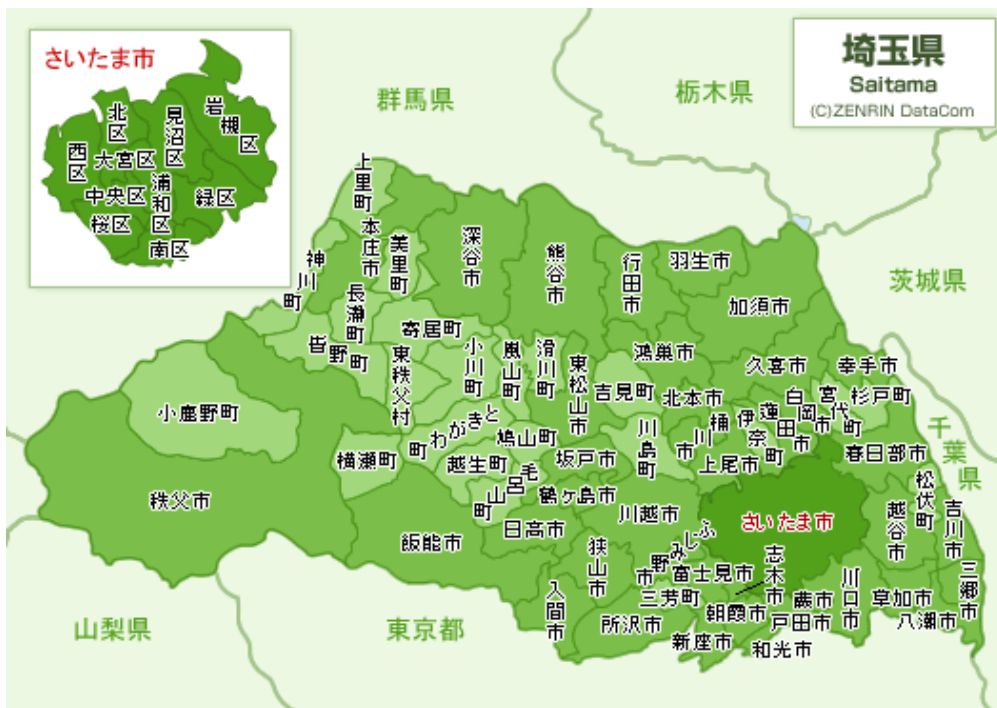 埼玉県
Saitama
(C)ZENRIN DataCom
さいたま市
北区
見沼区
岩槻区
西区
大宮区
中央区
浦和区
緑区
桜区
南区
群馬県
栃木県
茨城県
千葉県
東京都
山梨県
上里町
本庄市
美里町
神川町
深谷市
熊谷市
行田市
羽生市
加須市
長瀞町
寄居町
皆野町
東秩父村
小川町
嵐山町
滑川町
東松山市
鴻巣市
吉見町
北本市
久喜市
幸手市
白岡市
宮代町
杉戸町
蓮田市
伊奈町
桶川市
上尾市
春日部市
小鹿野町
秩父市
横瀬町
ときがわ町
鳩山町
越生町
毛呂山町
坂戸市
鶴ヶ島市
川島町
川越市
日高市
飯能市
狭山市
入間市
所沢市
ふじみ野市
富士見市
三芳町
志木市
朝霞市
新座市
和光市
戸田市
蕨市
川口市
さいたま市
越谷市
松伏町
吉川市
三郷市
草加市
八潮市